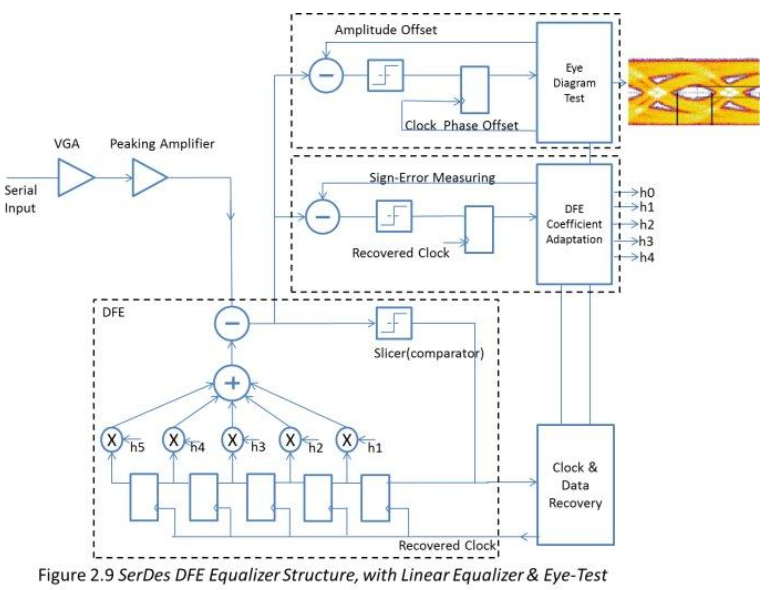 Amplitude Offset
Eye
Diagram
Test
Clock Phase Offset
VGA
Peaking Amplifier
Serial
Input
Sign-Error Measuring
DFE
Coefficient
Adaptation
h0
h1
h2
h3
h4
Recovered Clock
DFE
Slicer(comparator)
h5
h4
h3
h2
h1
X
X
X
X
X
Clock &
Data
Recovery
Recovered Clock
Figure 2.9 SerDes DFE Equalizer Structure, with Linear Equalizer & Eye-Test